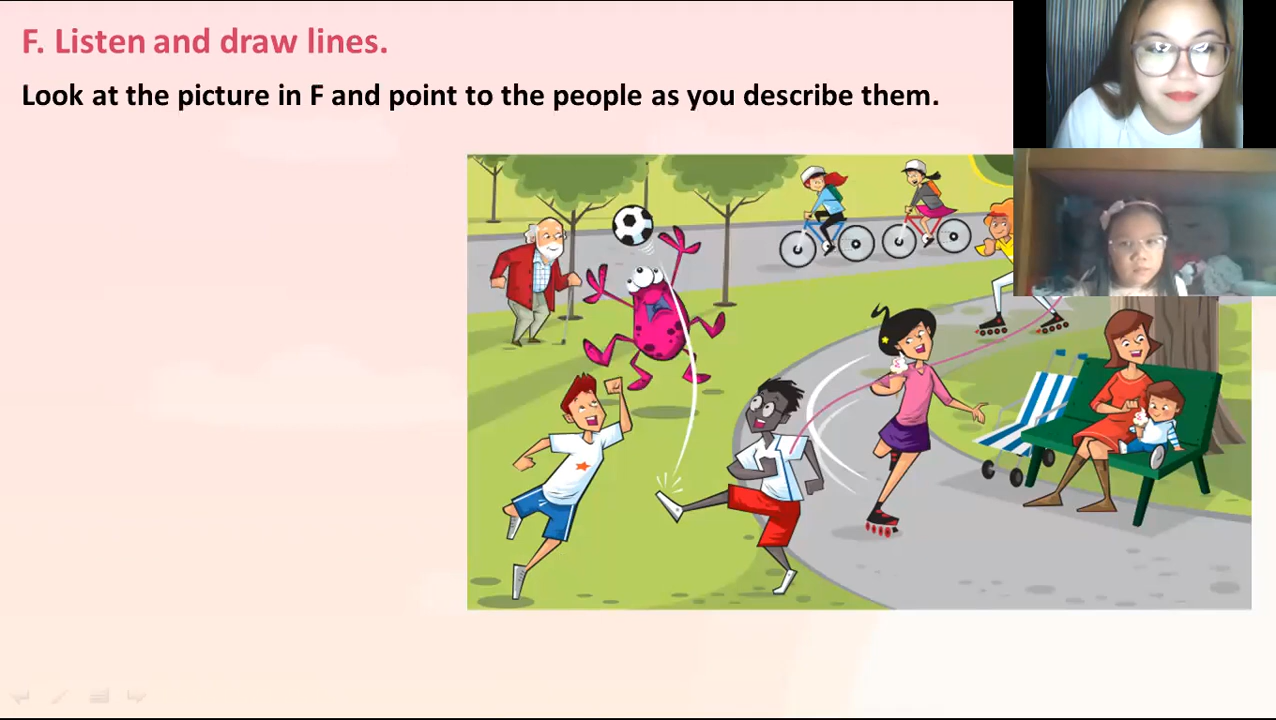 F. Listen and draw lines.
Look at the picture in F and point to the people as you describe them.